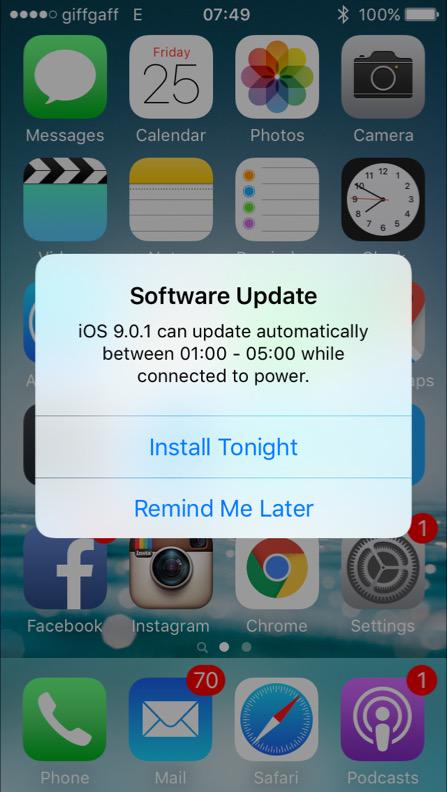 giffgaff E 07:49 100%
Friday
25
Messages Calendar Photos Camera
Software Update
iOS 9.0.1 can update automatically
between 01:00 - 05:00 while
connected to power.
Install Tonight
Remind Me Later
Insta
1
Facebook Instagram Chrome Settings
70 1
Phone Mail Safari Podcasts